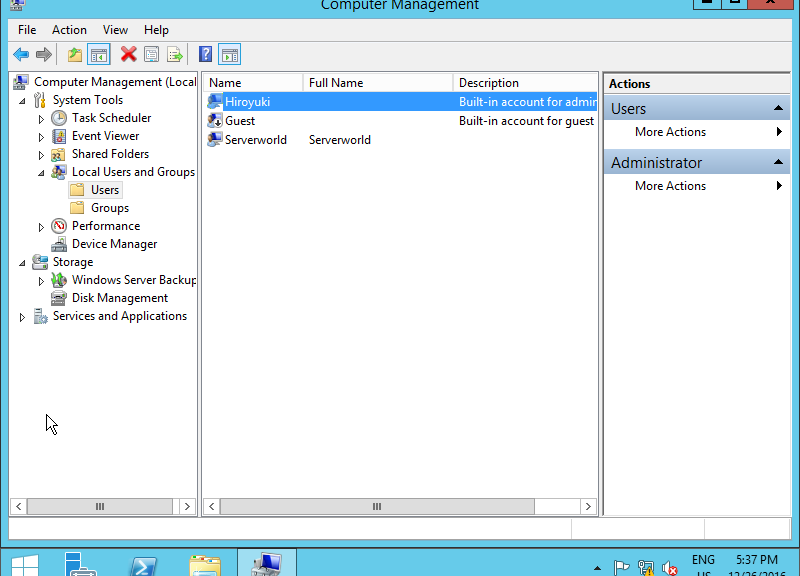 Computer Management
File Action View Help
Computer Management (Local
System Tools
Task Scheduler
Event Viewer
Shared Folders
Local Users and Groups
Users
Groups
Performance
Device Manager
Storage
Windows Server Backup
Disk Management
Services and Applications
Name Full Name Description
Hiroyuki Built-in account for admin
Guest Built-in account for guest
Serverworld Serverworld
Actions
Users
More Actions
Administrator
More Actions
ENG 5:37 PM
US 12/26/2016